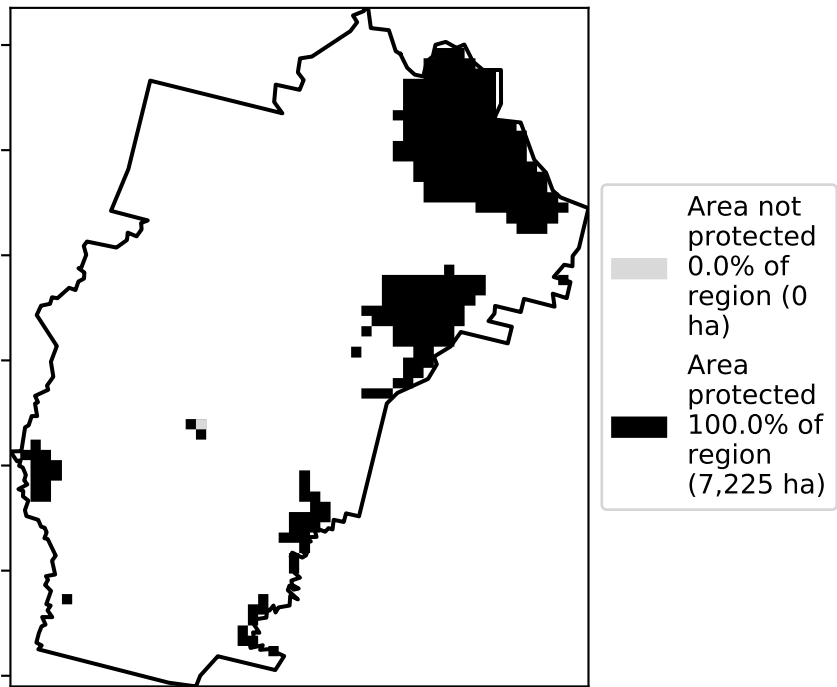 Area not
protected
0.0% of
region (0
ha)
Area
protected
100.0% of
region
(7,225 ha)